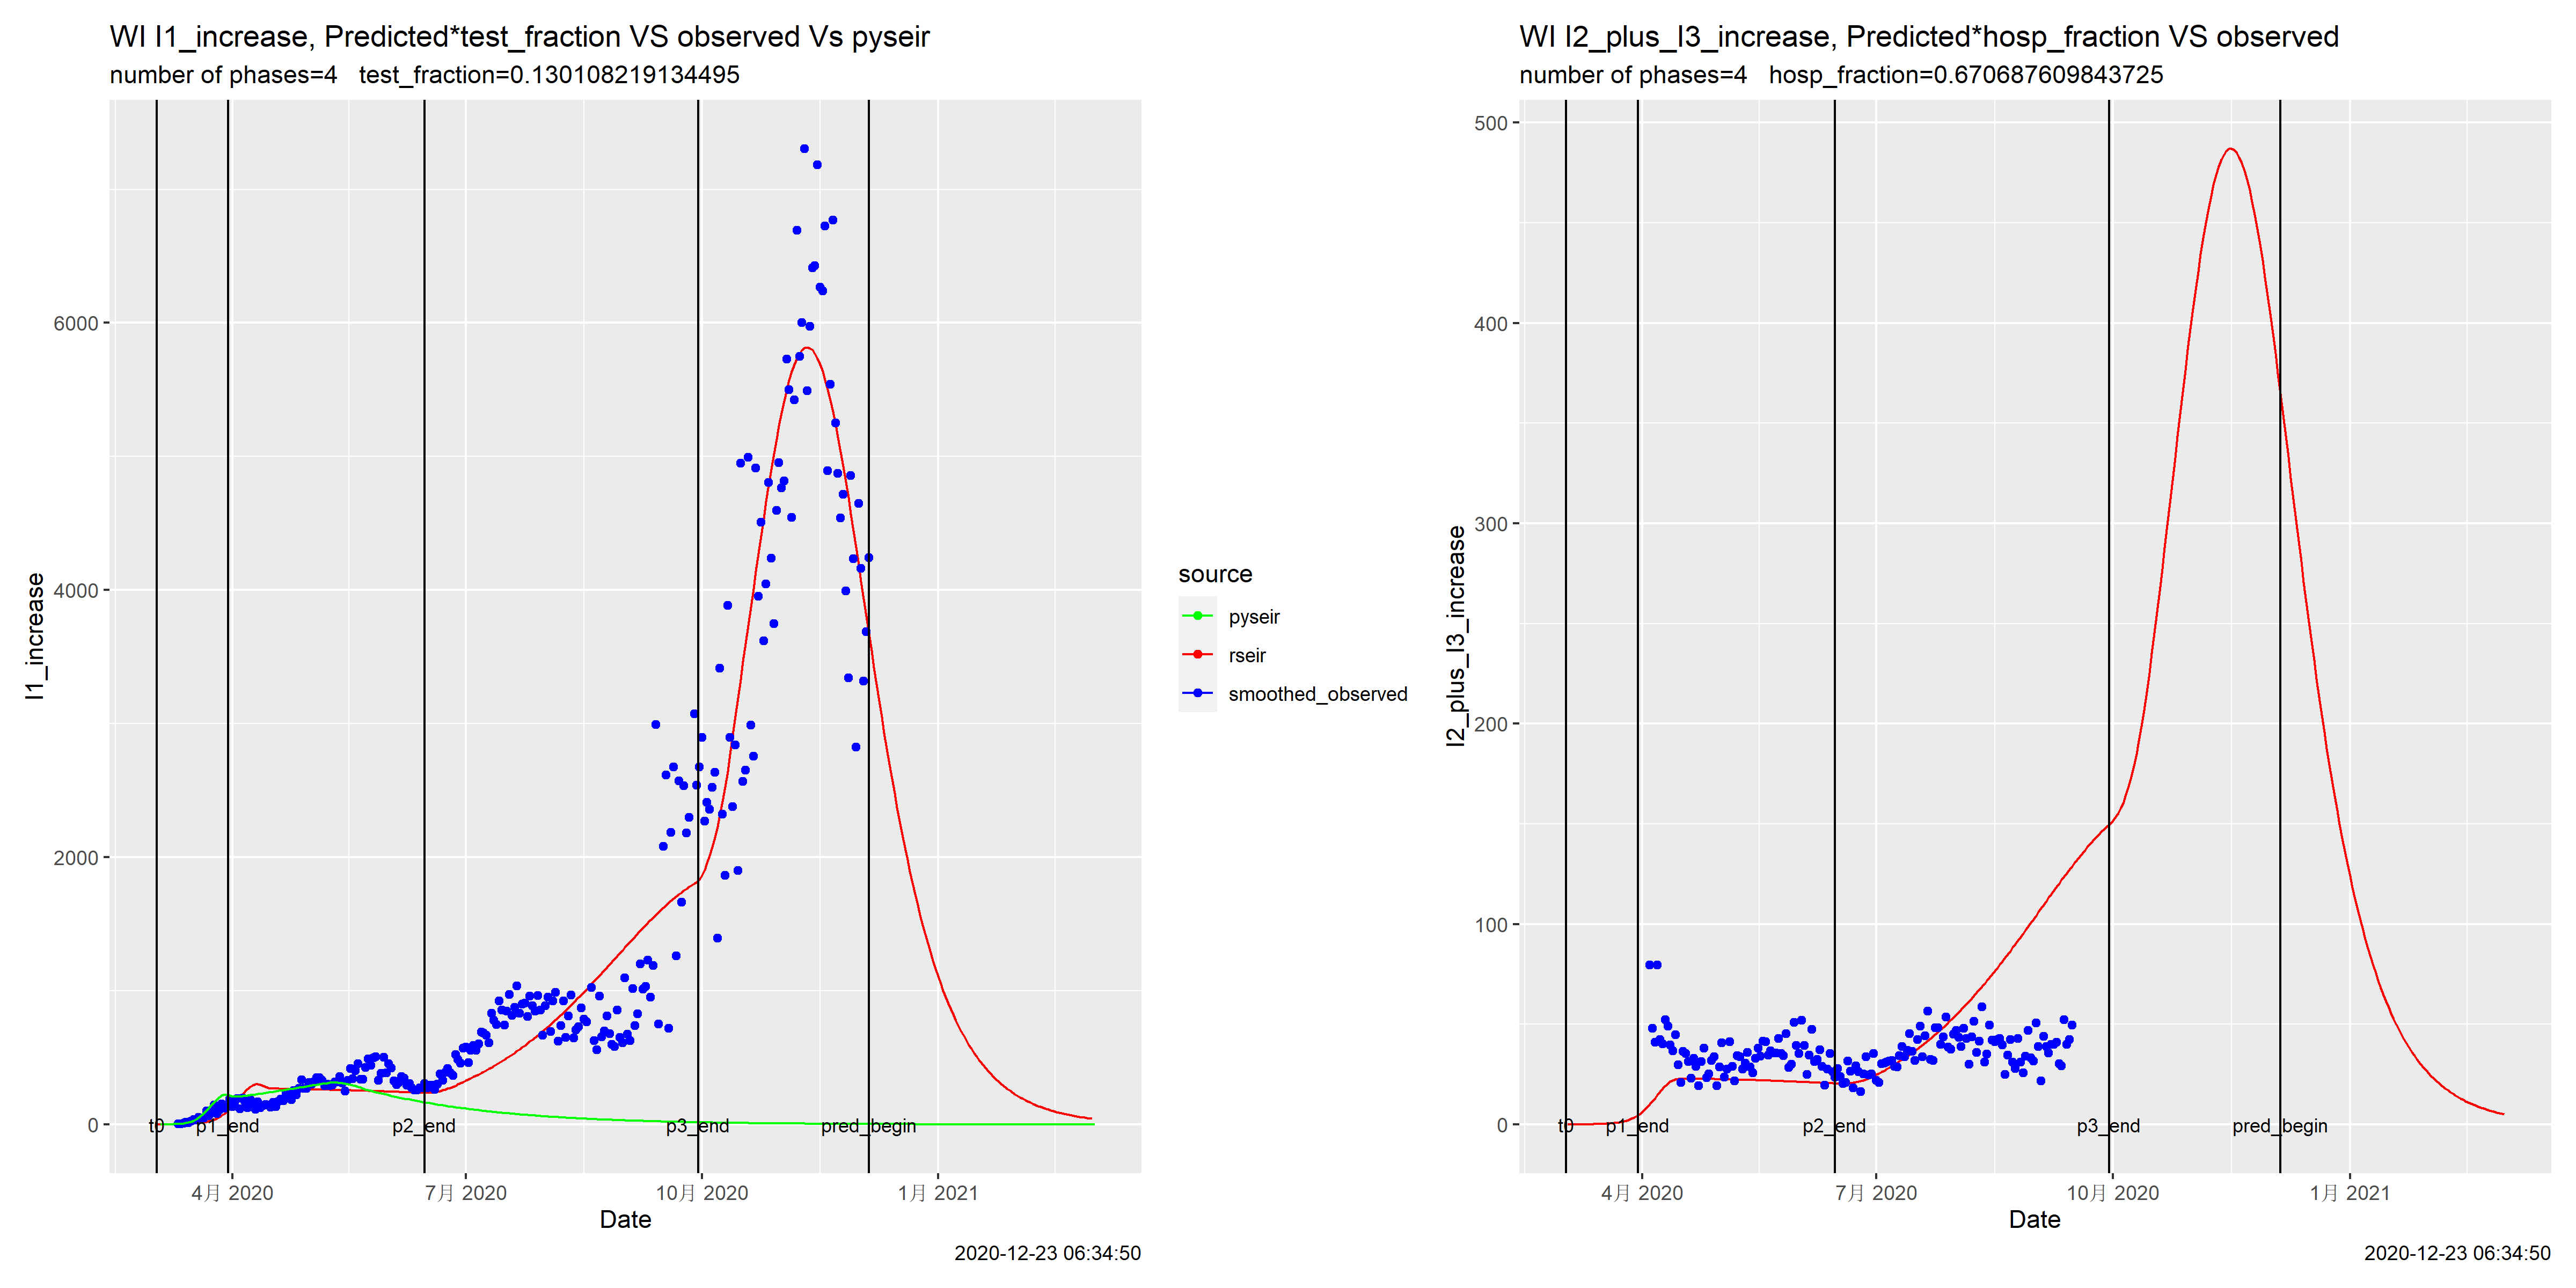 WI I1_increase, Predicted*test_fraction VS observed Vs pyseir
number of phases=4   test_fraction=0.130108219134495
I1_increase
6000
4000
2000
0
t0
p1_end
p2_end
p3_end
pred_begin
4月 2020
7月 2020
10月 2020
1月 2021
Date
2020-12-23 06:34:50
source
pyseir
rseir
smoothed_observed
WI I2_plus_I3_increase, Predicted*hosp_fraction VS observed
number of phases=4   hosp_fraction=0.670687609843725
I2_plus_I3_increase
500
400
300
200
100
0
t0
p1_end
p2_end
p3_end
pred_begin
4月 2020
7月 2020
10月 2020
1月 2021
Date
2020-12-23 06:34:50